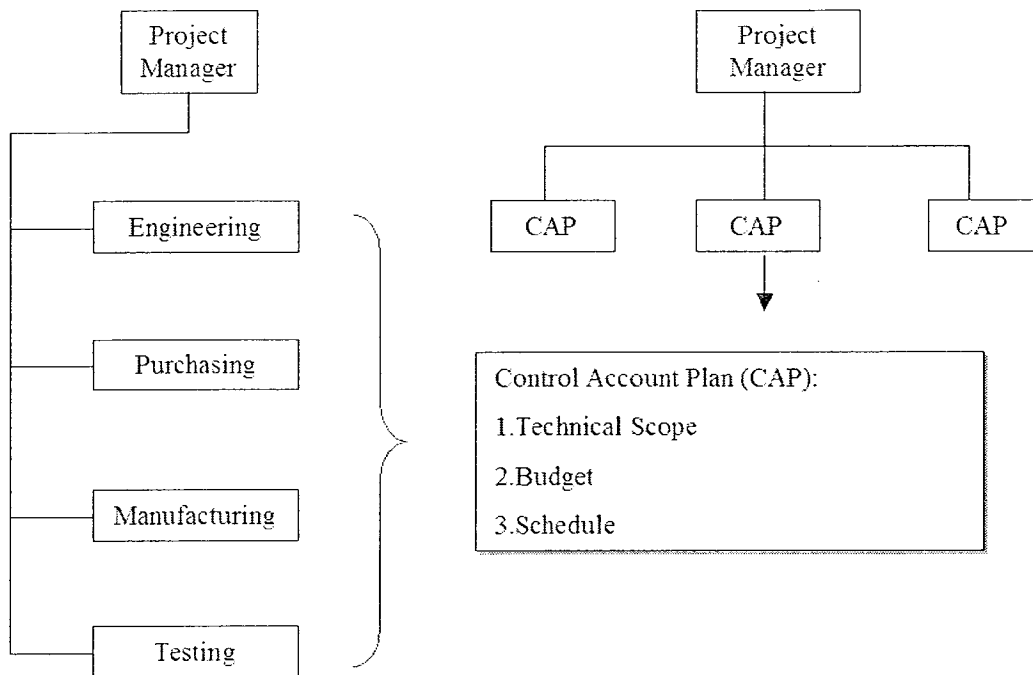 Project
Manager
Engineering
Purchasing
Manufacturing
Testing
Project
Manager
CAP
CAP
CAP
Control Account Plan (CAP):
1.Technical Scope
2.Budget
3.Schedule